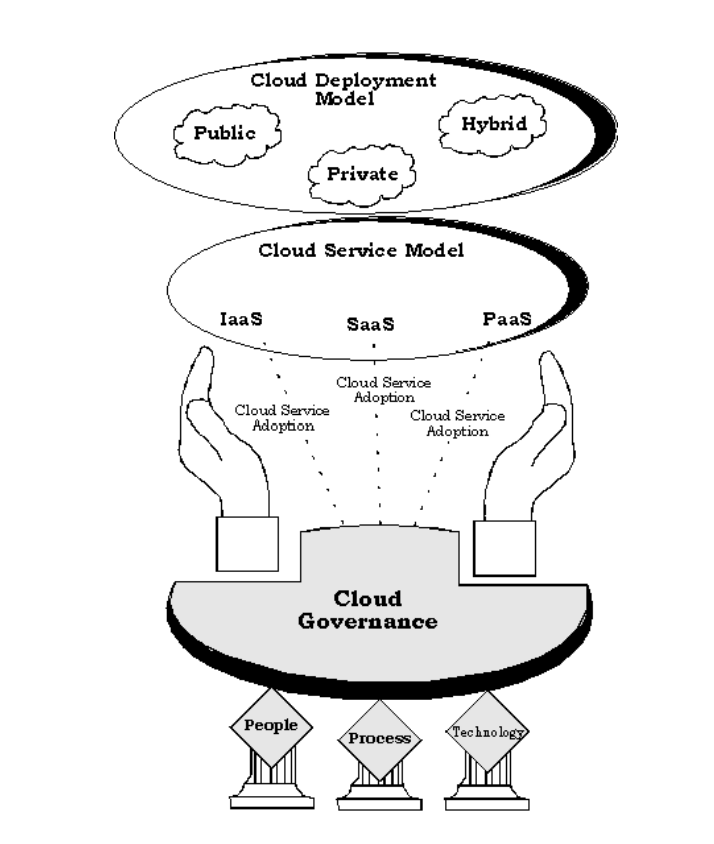 Cloud Deployment
Model
Public
Hybrid
Private
Cloud Service Model
IaaS
SaaS
PaaS
Cloud Service
Adoption
Cloud Service
Adoption
Cloud Service
Adoption
Cloud
Governance
People
Process
Technology